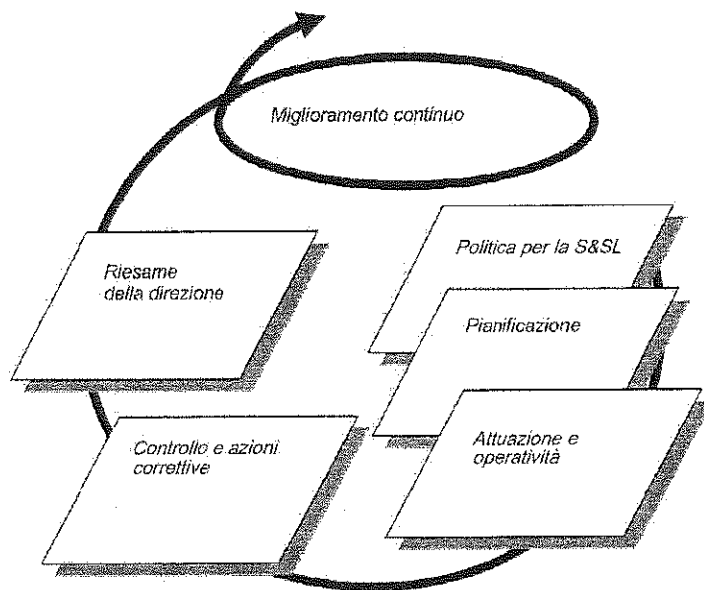 Miglioramento continuo
Politica per la S&SL
Pianificazione
Attuazione e
operatività
Controllo e azioni
correttive
Riesame
della direzione